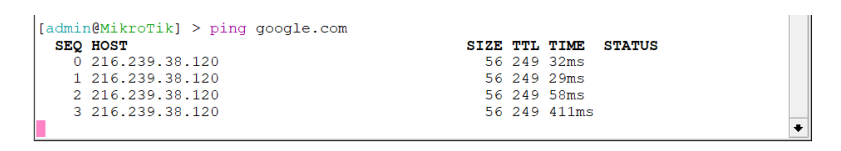 [admin@MikroTik] > ping google.com
  SEQ HOST                                     SIZE TTL TIME  STATUS
    0 216.239.38.120                             56 249 32ms
    1 216.239.38.120                             56 249 29ms
    2 216.239.38.120                             56 249 58ms
    3 216.239.38.120                             56 249 411ms